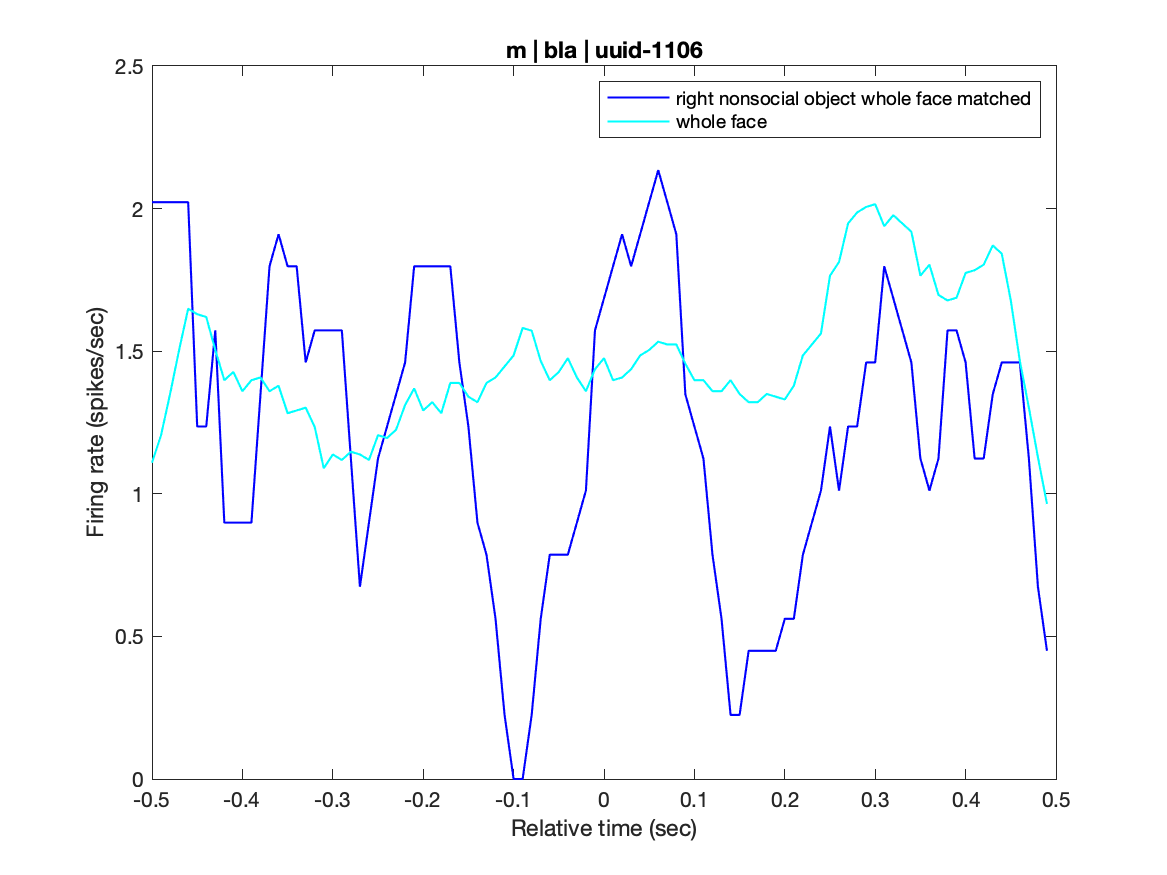 m | bla | uuid-1106
right nonsocial object whole face matched
whole face
Firing rate (spikes/sec)
2.5
2
1.5
1
0.5
0
-0.5 -0.4 -0.3 -0.2 -0.1 0 0.1 0.2 0.3 0.4 0.5
Relative time (sec)